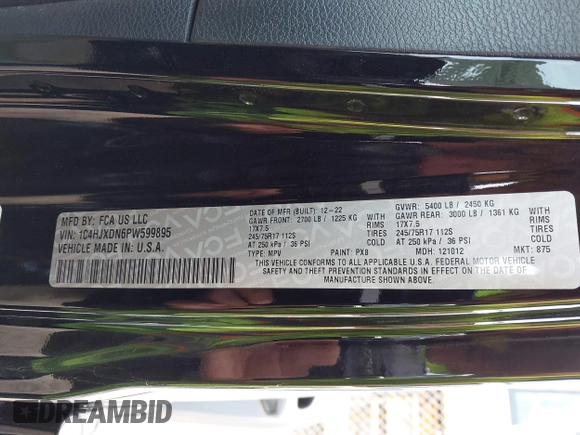 MFD BY: FCA US LLC
VIN: 1C4HJXDN6PW599895
VEHICLE MADE IN: U.S.A.
DATE OF MFR (BUILT): 12-22
GVWR: 5400 LB / 2450 KG
GAWR FRONT: 2700 LB / 1225 KG
WITH TIRES RIMS AT
17X7.5
245/75R17 112S
AT 250 kPa / 36 PSI
GAWR REAR: 3000 LB / 1361 KG
WITH
RIMS
TIRES
17X7.5
245/75R17 112S
AT 250 kPa / 36 PSI
TYPE: MPV PAINT: PX8 MDH: 121012 MKT: 875
THIS VEHICLE CONFORMS TO ALL APPLICABLE FEDERAL MOTOR VEHICLE
SAFETY AND THEFT PREVENTION STANDARDS IN EFFECT ON THE DATE OF
MANUFACTURE SHOWN ABOVE.
DREAMBID